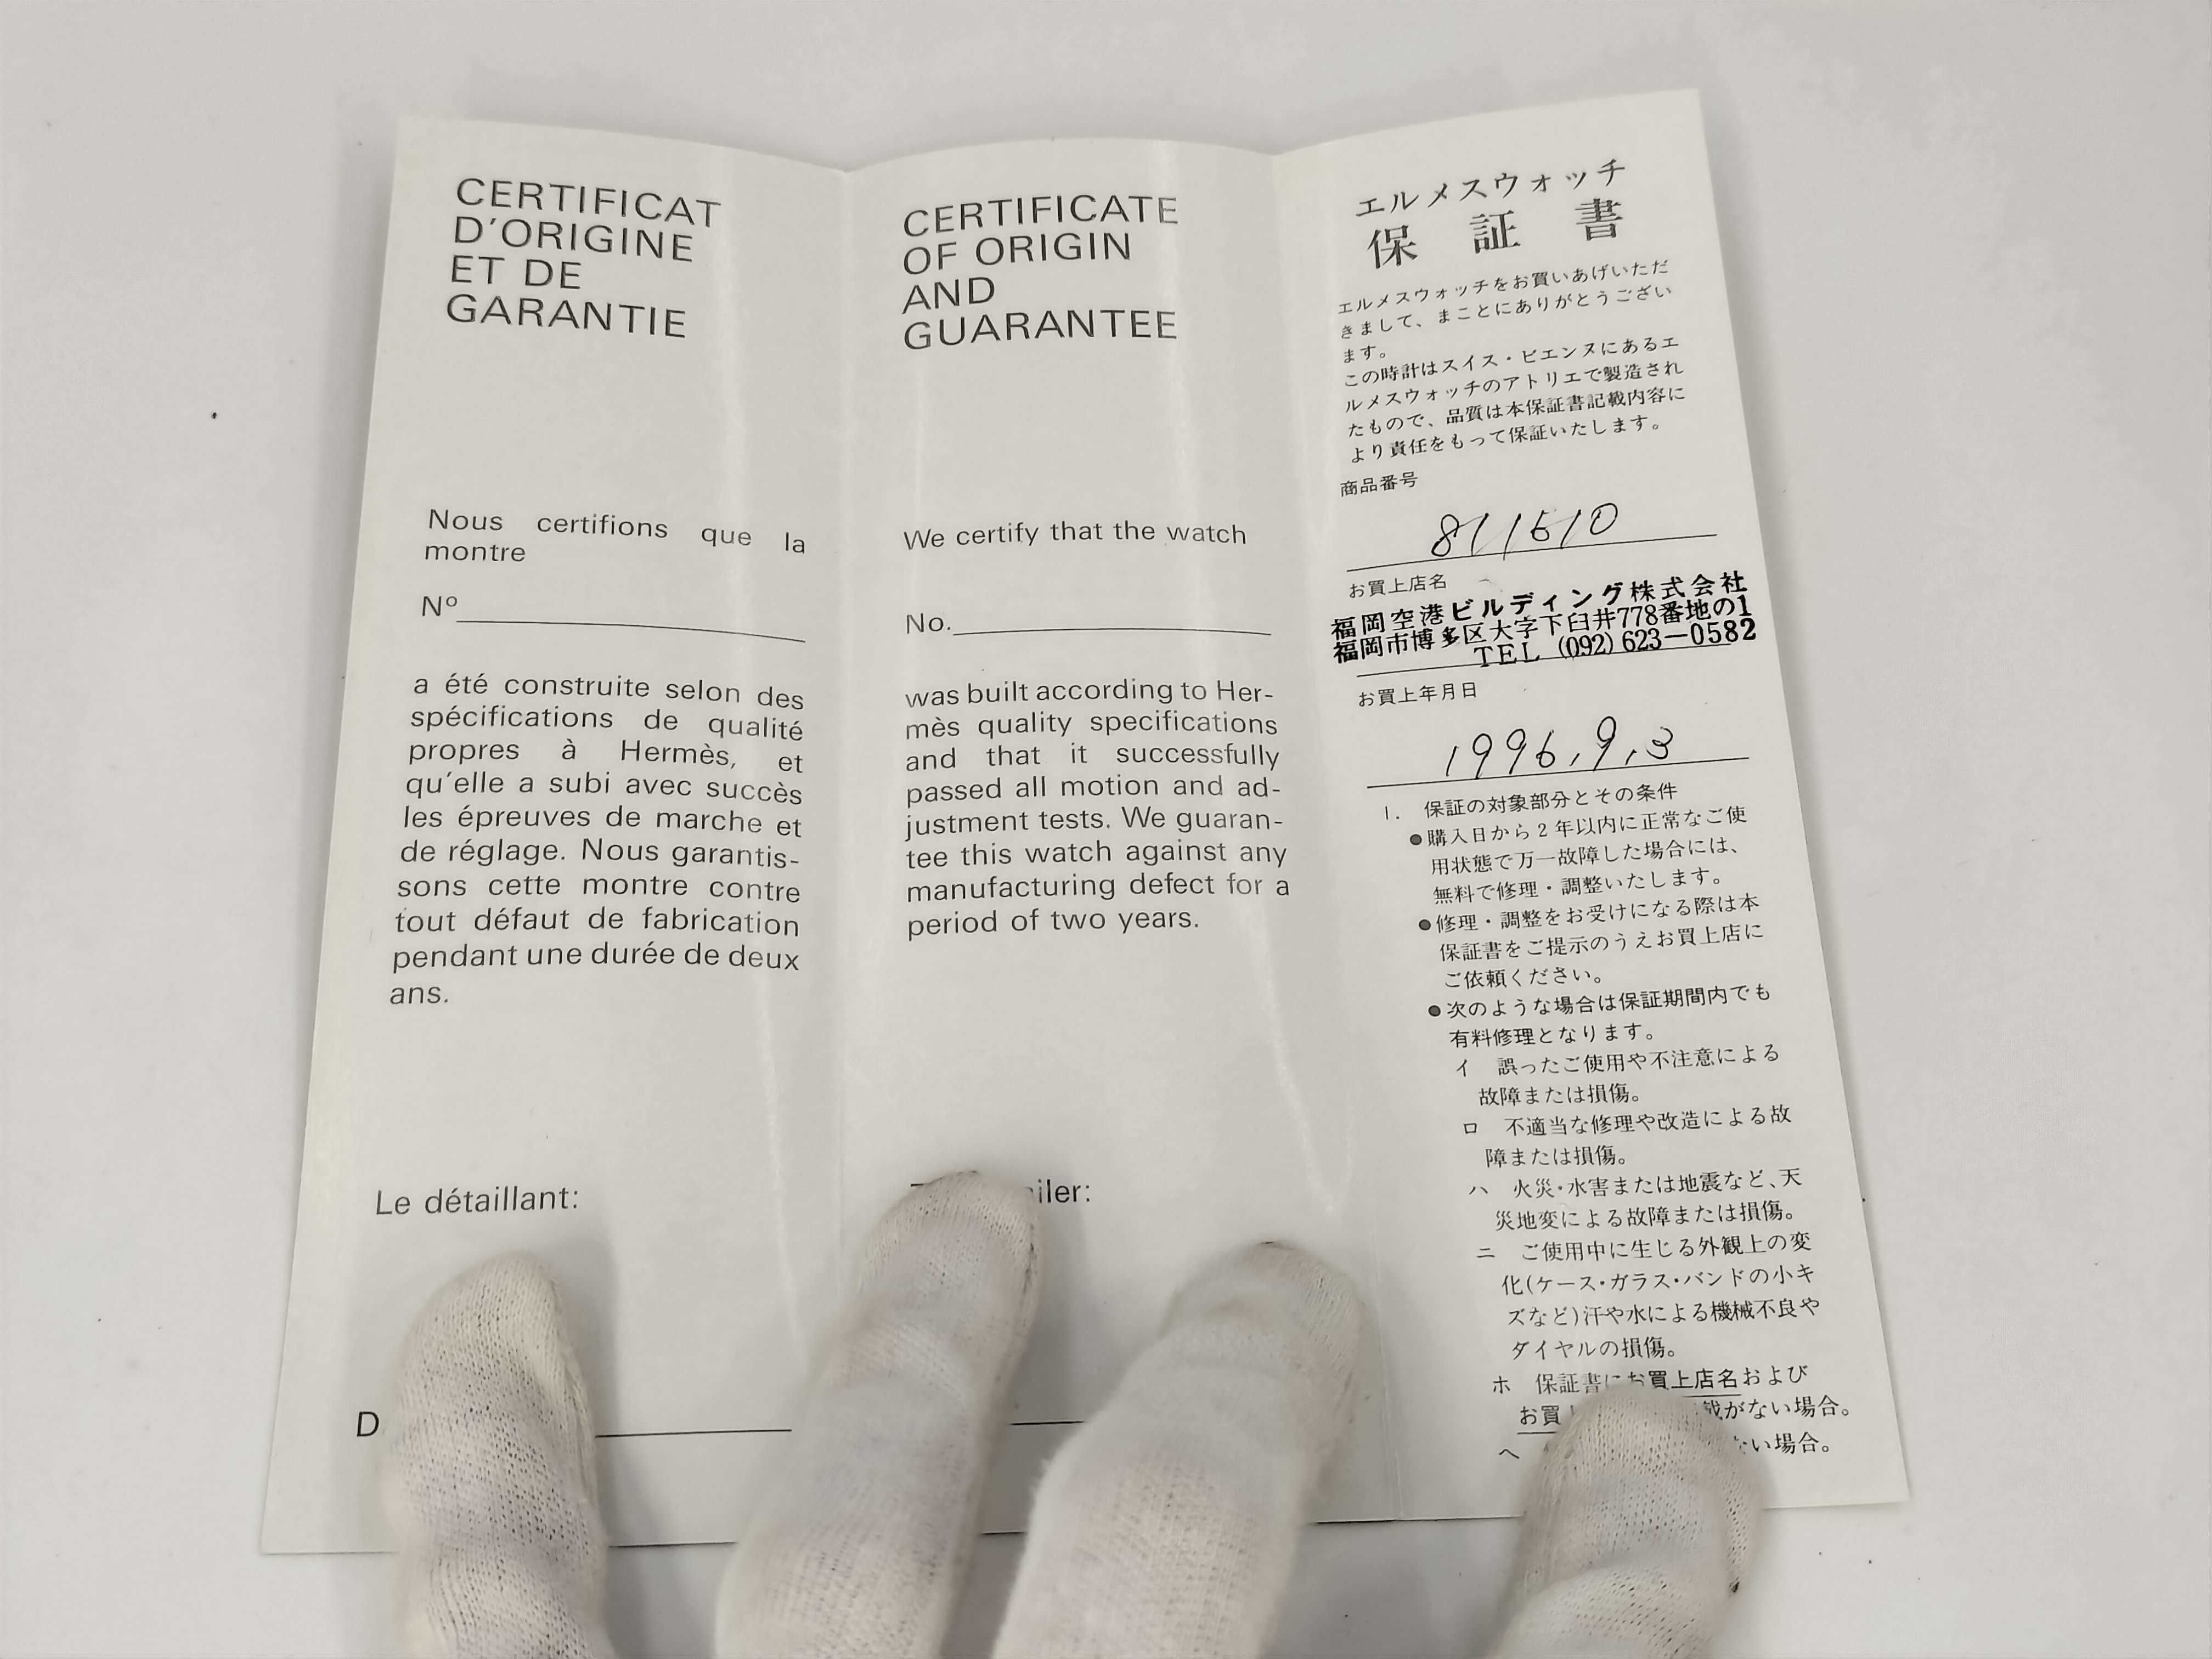 CERTIFICAT
D'ORIGINE
ET DE
GARANTIE
Nous certifions que la
montre
Nº
a été construite selon des
spécifications de qualité
propres à Hermès, et
qu'elle a subi avec succès
les épreuves de marche et
de réglage. Nous garantis-
sons cette montre contre
tout défaut de fabrication
pendant une durée de deux
ans.
Le détaillant:
D
CERTIFICATE
OF ORIGIN
AND
GUARANTEE
We certify that the watch
No.
was built according to Her-
mès quality specifications
and that it successfully
passed all motion and ad-
justment tests. We guaran-
tee this watch against any
manufacturing defect for a
period of two years.
iler:
エルメスウォッチ
保証書
エルメスウォッチをお買いあげいただ
きまして、まことにありがとうござい
ます。
この時計はスイス・ビエンヌにあるエ
ルメスウォッチのアトリエで製造され
たもので、品質は本保証書記載内容に
より責任をもって保証いたします。
商品番号
811610
お買上店名
福岡空港ビルディング株式会社
福岡市博多区大字下臼井778番地の1
TEL (092) 623-0582
お買上年月日
1996,9,3
1. 保証の対象部分とその条件
●購入日から2年以内に正常なご使
用状態で万一故障した場合には、
無料で修理・調整いたします。
●修理・調整をお受けになる際は本
保証書をご提示のうえお買上店に
ご依頼ください。
●次のような場合は保証期間内でも
有料修理となります。
イ 誤ったご使用や不注意による
故障または損傷。
ロ 不適当な修理や改造による故
障または損傷。
ハ 火災・水害または地震など、天
災地変による故障または損傷。
ニ ご使用中に生じる外観上の変
化(ケース・ガラス・バンドの小キ
ズなど)汗や水による機械不良や
ダイヤルの損傷。
ホ 保証書にお買上店名および
お買 がない場合。
ヘ ない場合。